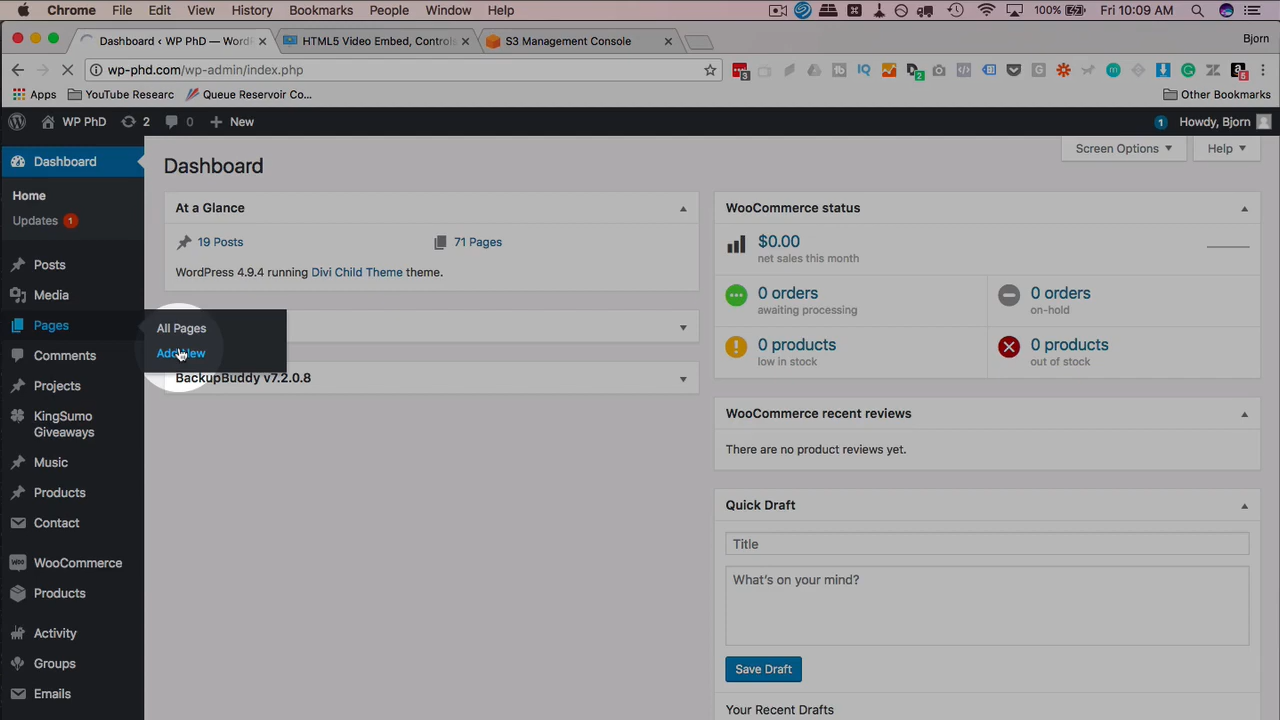 Chrome File Edit View History Bookmarks People Window Help 100% Fri 10:09 AM
Dashboard ‹ WP PhD — WordP HTML5 Video Embed, Controls S3 Management Console Bjorn
wp-phd.com/wp-admin/index.php
Apps YouTube Researc Queue Reservoir Co... Other Bookmarks
WP PhD 2 0 New 1 Howdy, Bjorn
Dashboard
Home
Updates 1
Posts
Media
Pages
All Pages
Add New
Comments
Projects
KingSumo
Giveaways
Music
Products
Contact
WooCommerce
Products
Activity
Groups
Emails
Screen Options Help
Dashboard
At a Glance
19 Posts 71 Pages
WordPress 4.9.4 running Divi Child Theme theme.
BackupBuddy v7.2.0.8
WooCommerce status
$0.00
net sales this month
0 orders
awaiting processing
0 orders
on-hold
0 products
low in stock
0 products
out of stock
WooCommerce recent reviews
There are no product reviews yet.
Quick Draft
Title
What's on your mind?
Save Draft
Your Recent Drafts